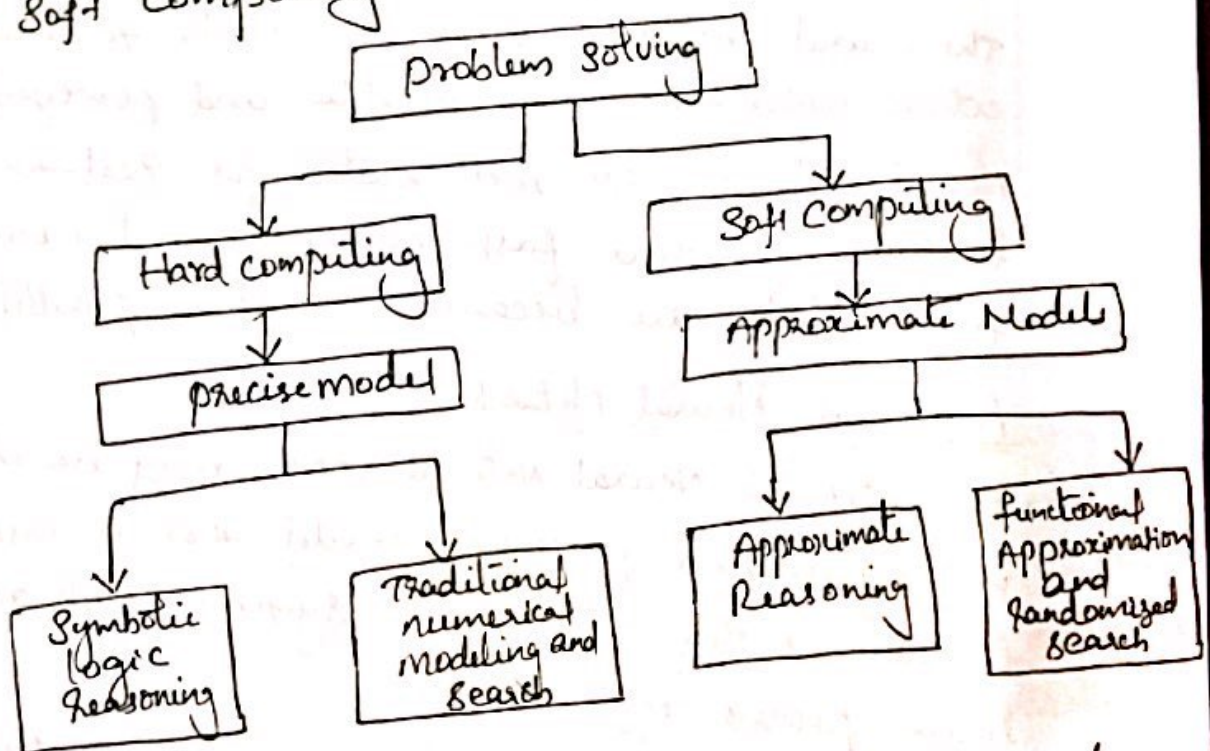 Soft Computing
Problem Solving
Hard computing
Soft Computing
precise model
Approximate Models
Symbolic
logic
reasoning
Traditional
numerical
modeling and
search
Approximate
Reasoning
functional
Approximation
and
randomized
search